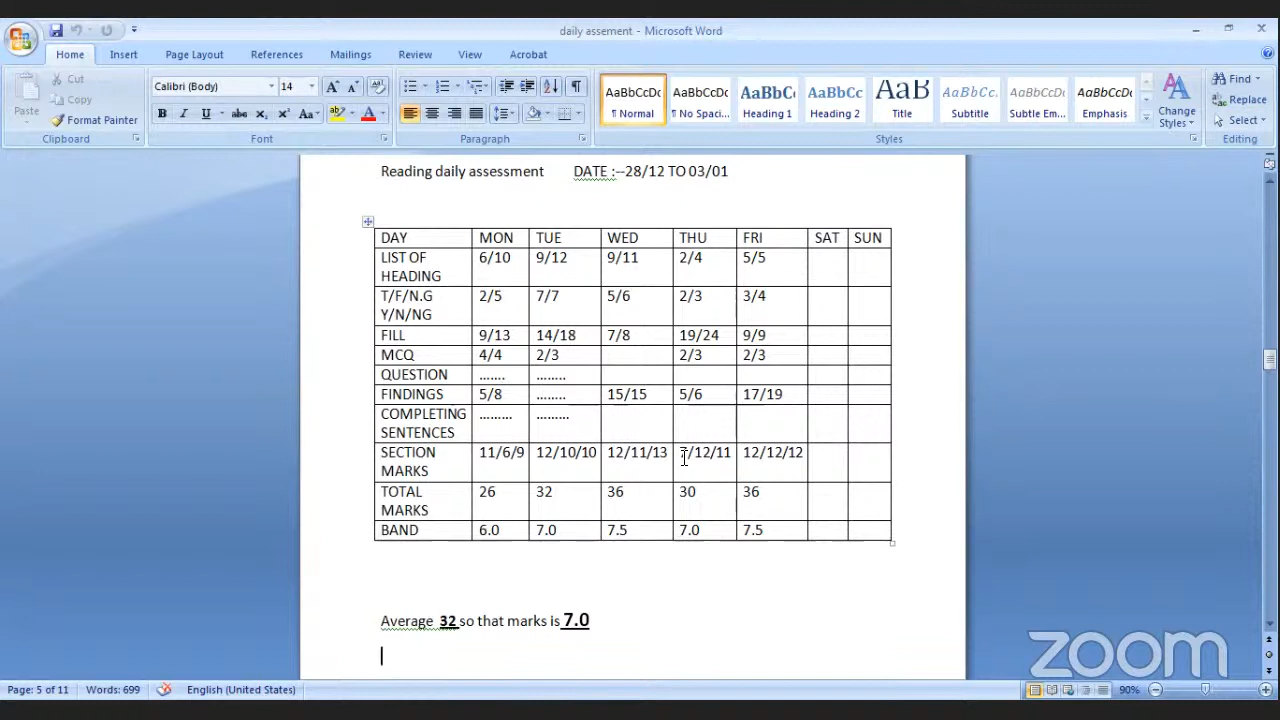 daily assement - Microsoft Word
Home Insert Page Layout References Mailings Review View Acrobat
Cut
Copy
Format Painter
Paste
Clipboard
Calibri (Body) 14
Font
Paragraph
AaBbCcDc AaBbCcDc AaBbCc AaBbCc AaB AaBbCc. AaBbCcDc AaBbCcDc
¶ Normal ¶ No Spaci... Heading 1 Heading 2 Title Subtitle Subtle Em... Emphasis
Change Styles
Styles
Find
Replace
Select
Editing
Reading daily assessment DATE :--28/12 TO 03/01
DAY MON TUE WED THU FRI SAT SUN
LIST OF 6/10 9/12 9/11 2/4 5/5
HEADING
T/F/N.G 2/5 7/7 5/6 2/3 3/4
Y/N/NG
FILL 9/13 14/18 7/8 19/24 9/9
MCQ 4/4 2/3 2/3 2/3
QUESTION ....... ........
FINDINGS 5/8 ........ 15/15 5/6 17/19
COMPLETING ......... .........
SENTENCES
SECTION 11/6/9 12/10/10 12/11/13 7/12/11 12/12/12
MARKS
TOTAL 26 32 36 30 36
MARKS
BAND 6.0 7.0 7.5 7.0 7.5
Average 32 so that marks is 7.0
zoom
Page: 5 of 11 Words: 699 English (United States) 90%